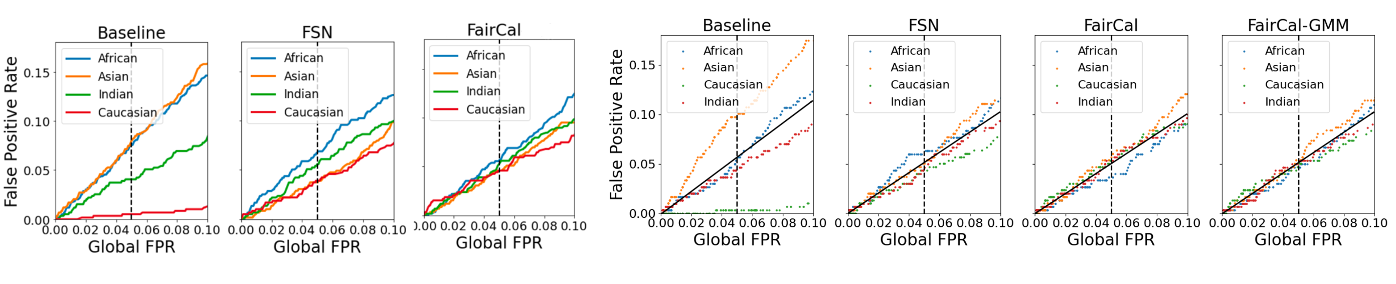 Baseline
FSN
FairCal
Baseline
FSN
FairCal
FairCal-GMM
False Positive Rate
0.15
0.10
0.05
0.00
African
Asian
Indian
Caucasian
0.00 0.02 0.04 0.06 0.08 0.10
Global FPR
African
Asian
Indian
Caucasian
0.00 0.02 0.04 0.06 0.08 0.10
Global FPR
African
Asian
Indian
Caucasian
0.02 0.04 0.06 0.08 0.10
Global FPR
False Positive Rate
0.15
0.10
0.05
0.00
African
Asian
Caucasian
Indian
0.00 0.02 0.04 0.06 0.08 0.10
Global FPR
African
Asian
Caucasian
Indian
0.00 0.02 0.04 0.06 0.08 0.10
Global FPR
African
Asian
Caucasian
Indian
0.00 0.02 0.04 0.06 0.08 0.10
Global FPR
African
Asian
Caucasian
Indian
0.00 0.02 0.04 0.06 0.08 0.10
Global FPR